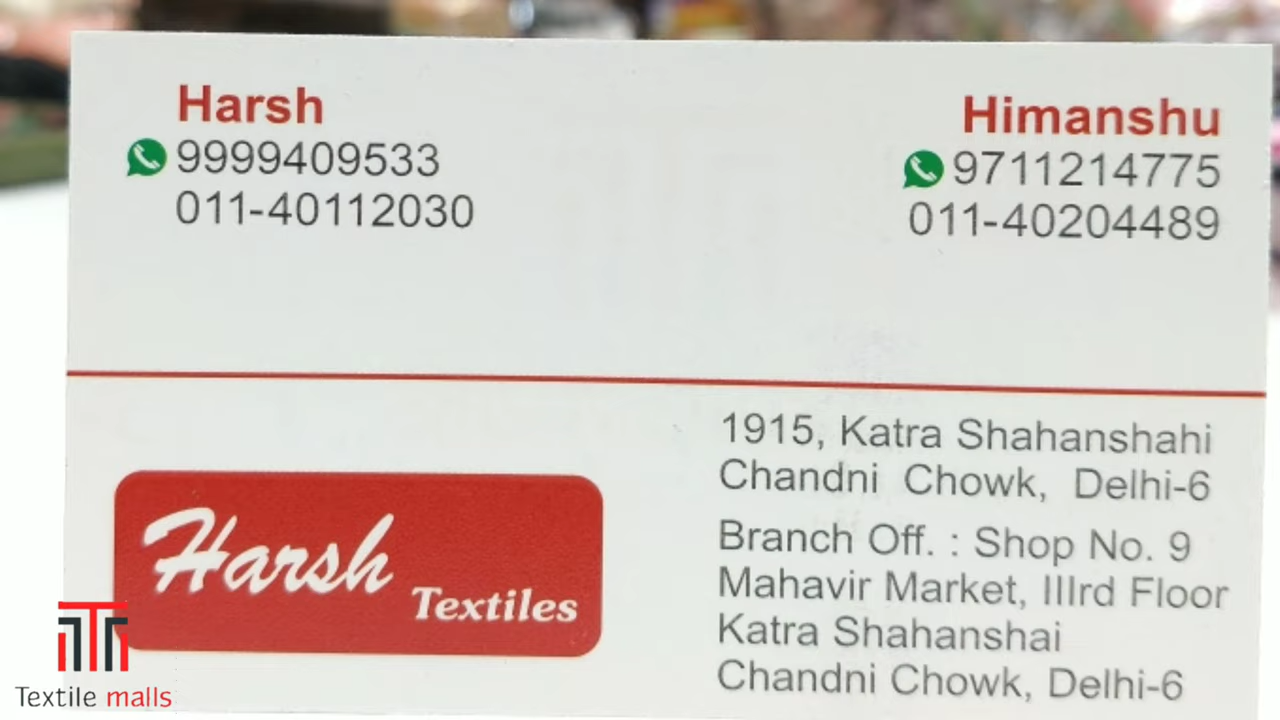 Harsh
9999409533
011-40112030
Himanshu
9711214775
011-40204489
Harsh
Textiles
1915, Katra Shahanshahi
Chandni Chowk, Delhi-6
Branch Off. : Shop No. 9
Mahavir Market, IIIrd Floor
Katra Shahanshai
Chandni Chowk, Delhi-6
Textile malls